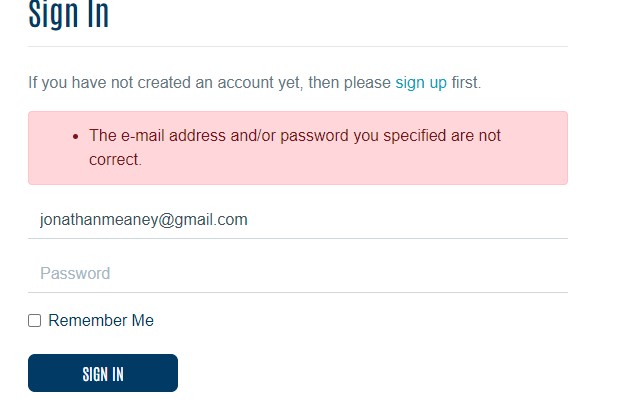 Sign In
If you have not created an account yet, then please sign up first.
• The e-mail address and/or password you specified are not
correct.
jonathanmeaney@gmail.com
Password
Remember Me
SIGN IN